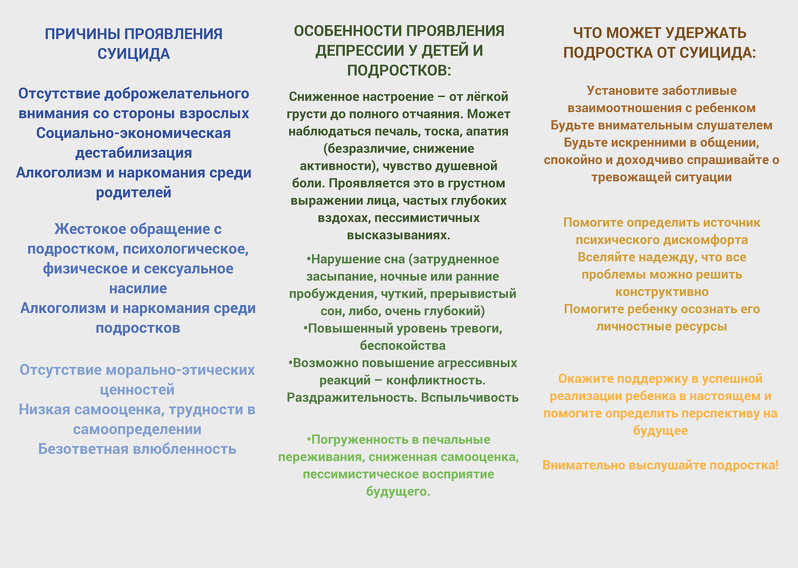 ПРИЧИНЫ ПРОЯВЛЕНИЯ
СУИЦИДА
Отсутствие доброжелательного
внимания со стороны взрослых
Социально-экономическая
дестабилизация
Алкоголизм и наркомания среди
родителей
Жестокое обращение с
подростком, психологическое,
физическое и сексуальное
насилие
Алкоголизм и наркомания среди
подростков
Отсутствие морально-этических
ценностей
Низкая самооценка, трудности в
самоопределении
Безответная влюбленность
ОСОБЕННОСТИ ПРОЯВЛЕНИЯ
ДЕПРЕССИИ У ДЕТЕЙ И
ПОДРОСТКОВ:
Сниженное настроение – от лёгкой
грусти до полного отчаяния. Может
наблюдаться печаль, тоска, апатия
(безразличие, снижение
активности), чувство душевной
боли. Проявляется это в грустном
выражении лица, частых глубоких
вздохах, пессимистичных
высказываниях.
•Нарушение сна (затрудненное
засыпание, ночные или ранние
пробуждения, чуткий, прерывистый
сон, либо, очень глубокий)
•Повышенный уровень тревоги,
беспокойства
•Возможно повышение агрессивных
реакций – конфликтность.
Раздражительность. Вспыльчивость
•Погруженность в печальные
переживания, сниженная самооценка,
пессимистическое восприятие
будущего.
ЧТО МОЖЕТ УДЕРЖАТЬ
ПОДРОСТКА ОТ СУИЦИДА:
Установите заботливые
взаимоотношения с ребенком
Будьте внимательным слушателем
Будьте искренними в общении,
спокойно и доходчиво спрашивайте о
тревожащей ситуации
Помогите определить источник
психического дискомфорта
Вселяйте надежду, что все
проблемы можно решить
конструктивно
Помогите ребенку осознать его
личностные ресурсы
Окажите поддержку в успешной
реализации ребенка в настоящем и
помогите определить перспективу на
будущее
Внимательно выслушайте подростка!